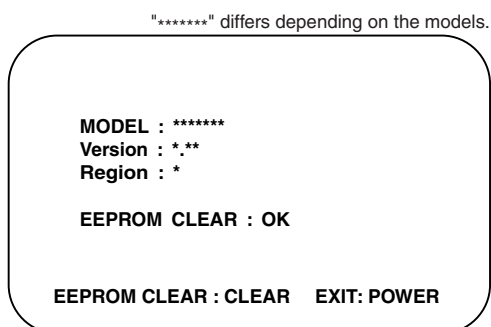 "*******" differs depending on the models.
MODEL : *******
Version : *.**
Region : *
EEPROM CLEAR : OK
EEPROM CLEAR : CLEAR EXIT: POWER